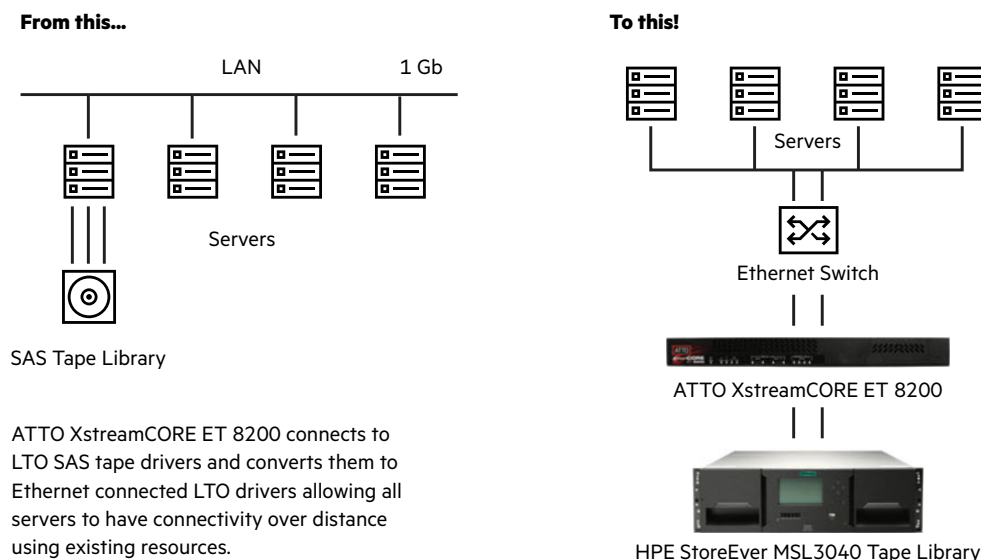 From this...
LAN
1 Gb
Servers
SAS Tape Library
ATTO XstreamCORE ET 8200 connects to
LTO SAS tape drivers and converts them to
Ethernet connected LTO drivers allowing all
servers to have connectivity over distance
using existing resources.
To this!
Servers
Ethernet Switch
ATTO
ATTO XstreamCORE ET 8200
HPE StoreEver MSL3040 Tape Library